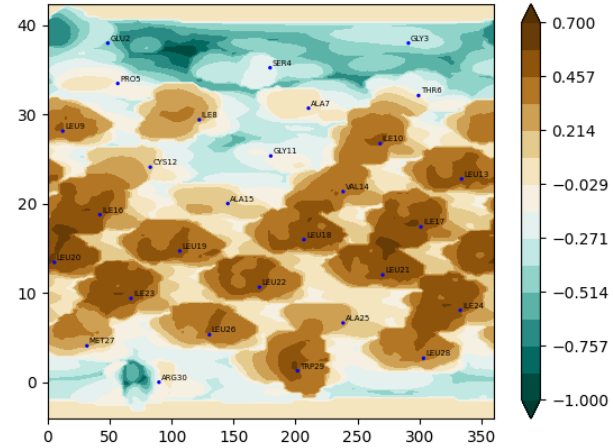 40
30
20
10
0
0 50 100 150 200 250 300 350
GLU2
GLY3
SER4
PRO5
THR6
ALA7
ILE8
LEU9
ILE10
GLY11
CYS12
LEU13
VAL14
ALA15
ILE16
ILE17
LEU18
LEU19
LEU20
LEU21
LEU22
ILE23
ILE24
ALA25
LEU26
MET27
LEU28
TRP29
ARG30
0.700
0.457
0.214
−0.029
−0.271
−0.514
−0.757
−1.000